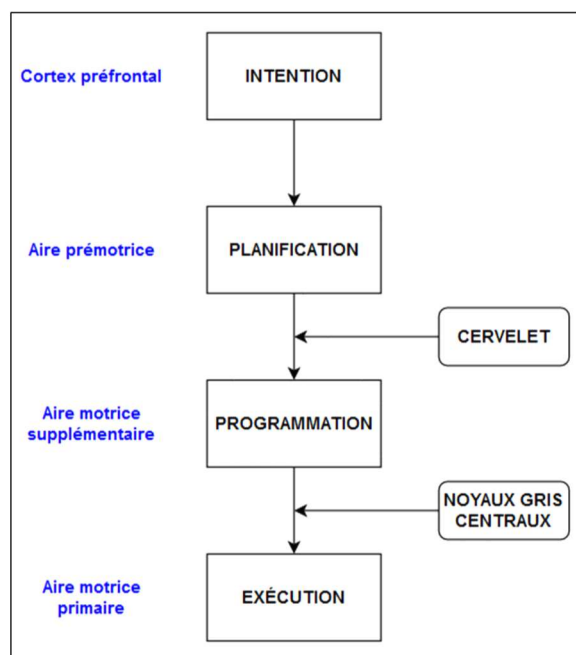 Cortex préfrontal
INTENTION
Aire prémotrice
PLANIFICATION
CERVELET
Aire motrice
supplémentaire
PROGRAMMATION
NOYAUX GRIS
CENTRAUX
Aire motrice
primaire
EXÉCUTION